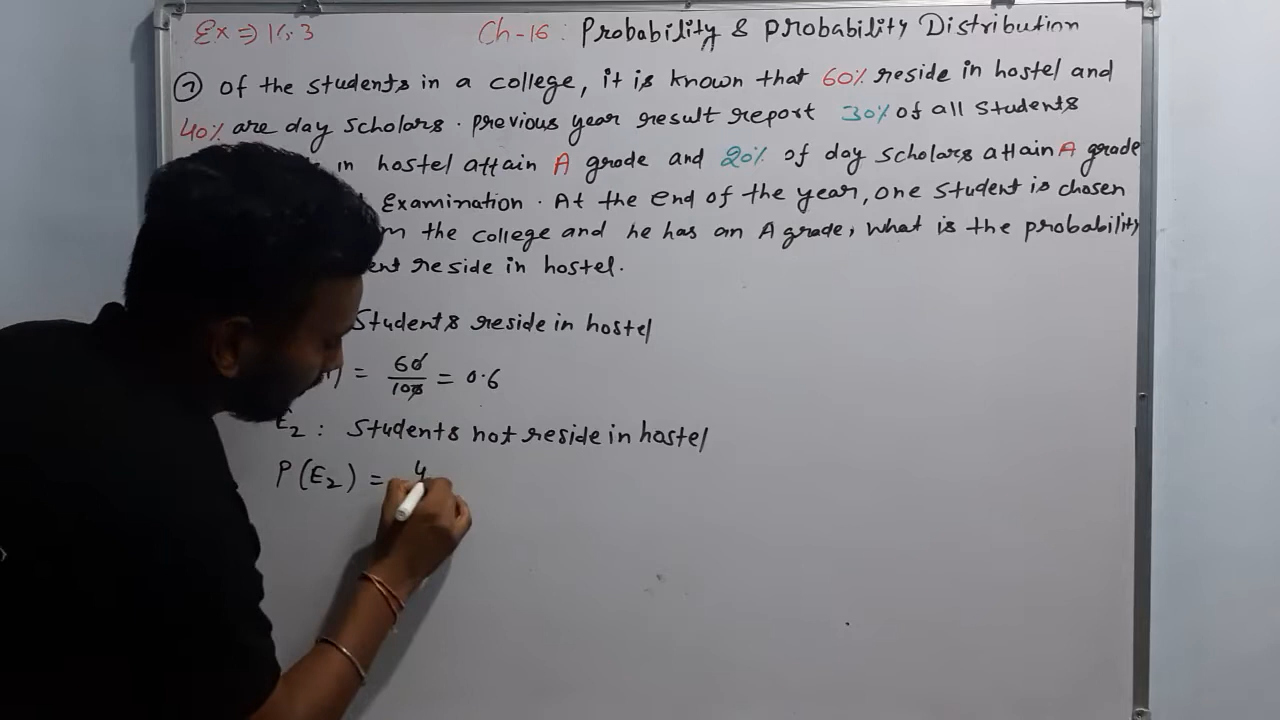 Ex ⇒ 16.3 Ch-16 : Probability & Probability Distribution
7 Of the students in a college, it is known that 60% reside in hostel and
40% are day scholars. previous year result report 30% of all students
in hostel attain A grade and 20% of day scholars attain A grade
Examination. At the end of the year, one student is chosen
the college and he has an A grade, what is the probability
reside in hostel.
Students reside in hostel
= 60/100 = 0.6
E2 : Students not reside in hostel
P(E2) = 4